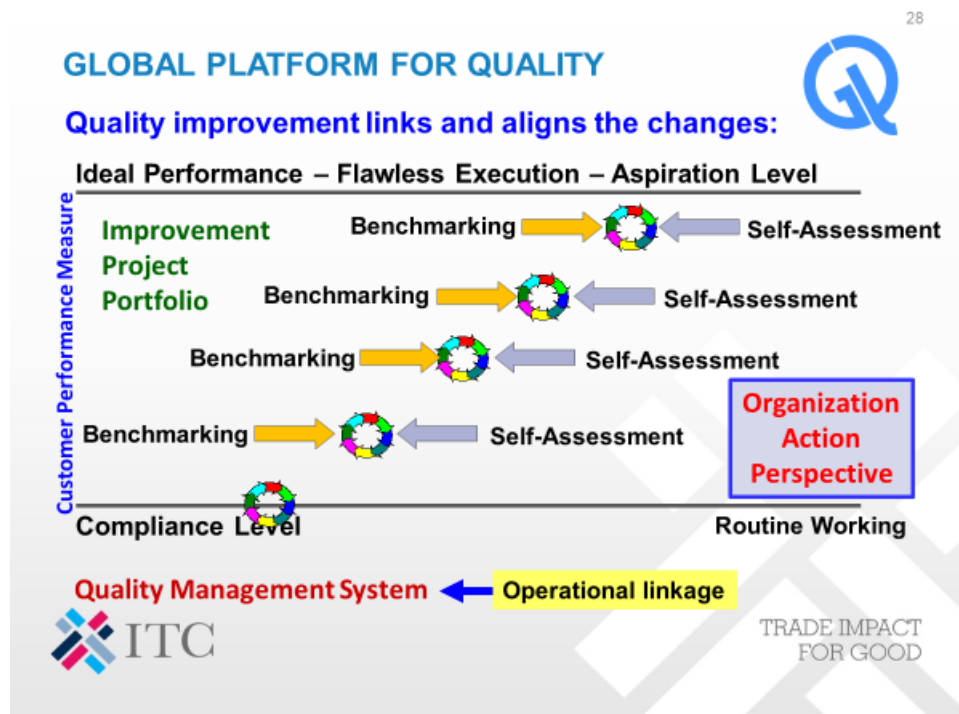 28
GLOBAL PLATFORM FOR QUALITY
Quality improvement links and aligns the changes:
Ideal Performance – Flawless Execution – Aspiration Level
Customer Performance Measure
Improvement
Project
Portfolio
Benchmarking
Self-Assessment
Benchmarking
Self-Assessment
Benchmarking
Self-Assessment
Benchmarking
Self-Assessment
Organization
Action
Perspective
Compliance Level
Routine Working
Quality Management System
Operational linkage
ITC
TRADE IMPACT
FOR GOOD